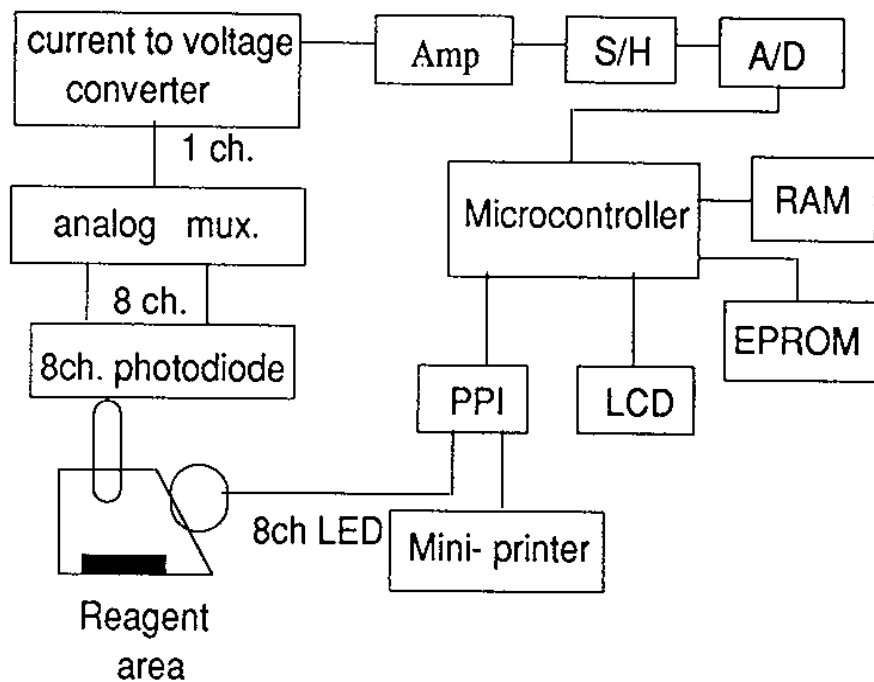 current to voltage
converter
Amp
S/H
A/D
1 ch.
analog mux.
8 ch.
8ch. photodiode
Microcontroller
RAM
EPROM
PPI
LCD
8ch LED
Mini- printer
Reagent
area